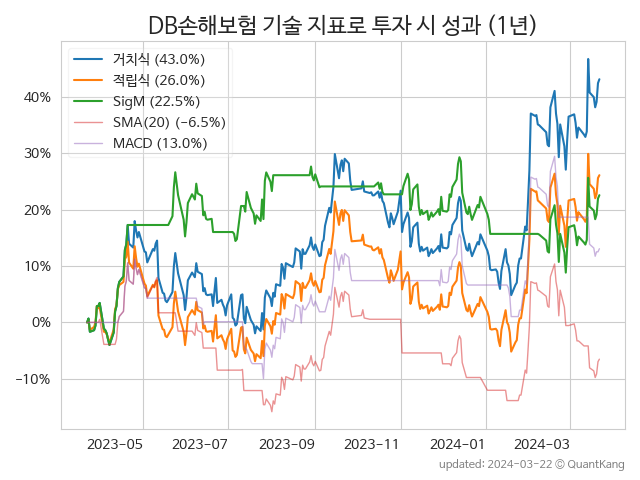 DB손해보험 기술 지표로 투자 시 성과 (1년)
거치식 (43.0%)
적립식 (26.0%)
SigM (22.5%)
SMA(20) (−6.5%)
MACD (13.0%)
40%
30%
20%
10%
0%
−10%
2023-05 2023-07 2023-09 2023-11 2024-01 2024-03
updated: 2024-03-22 ⓒ QuantKang